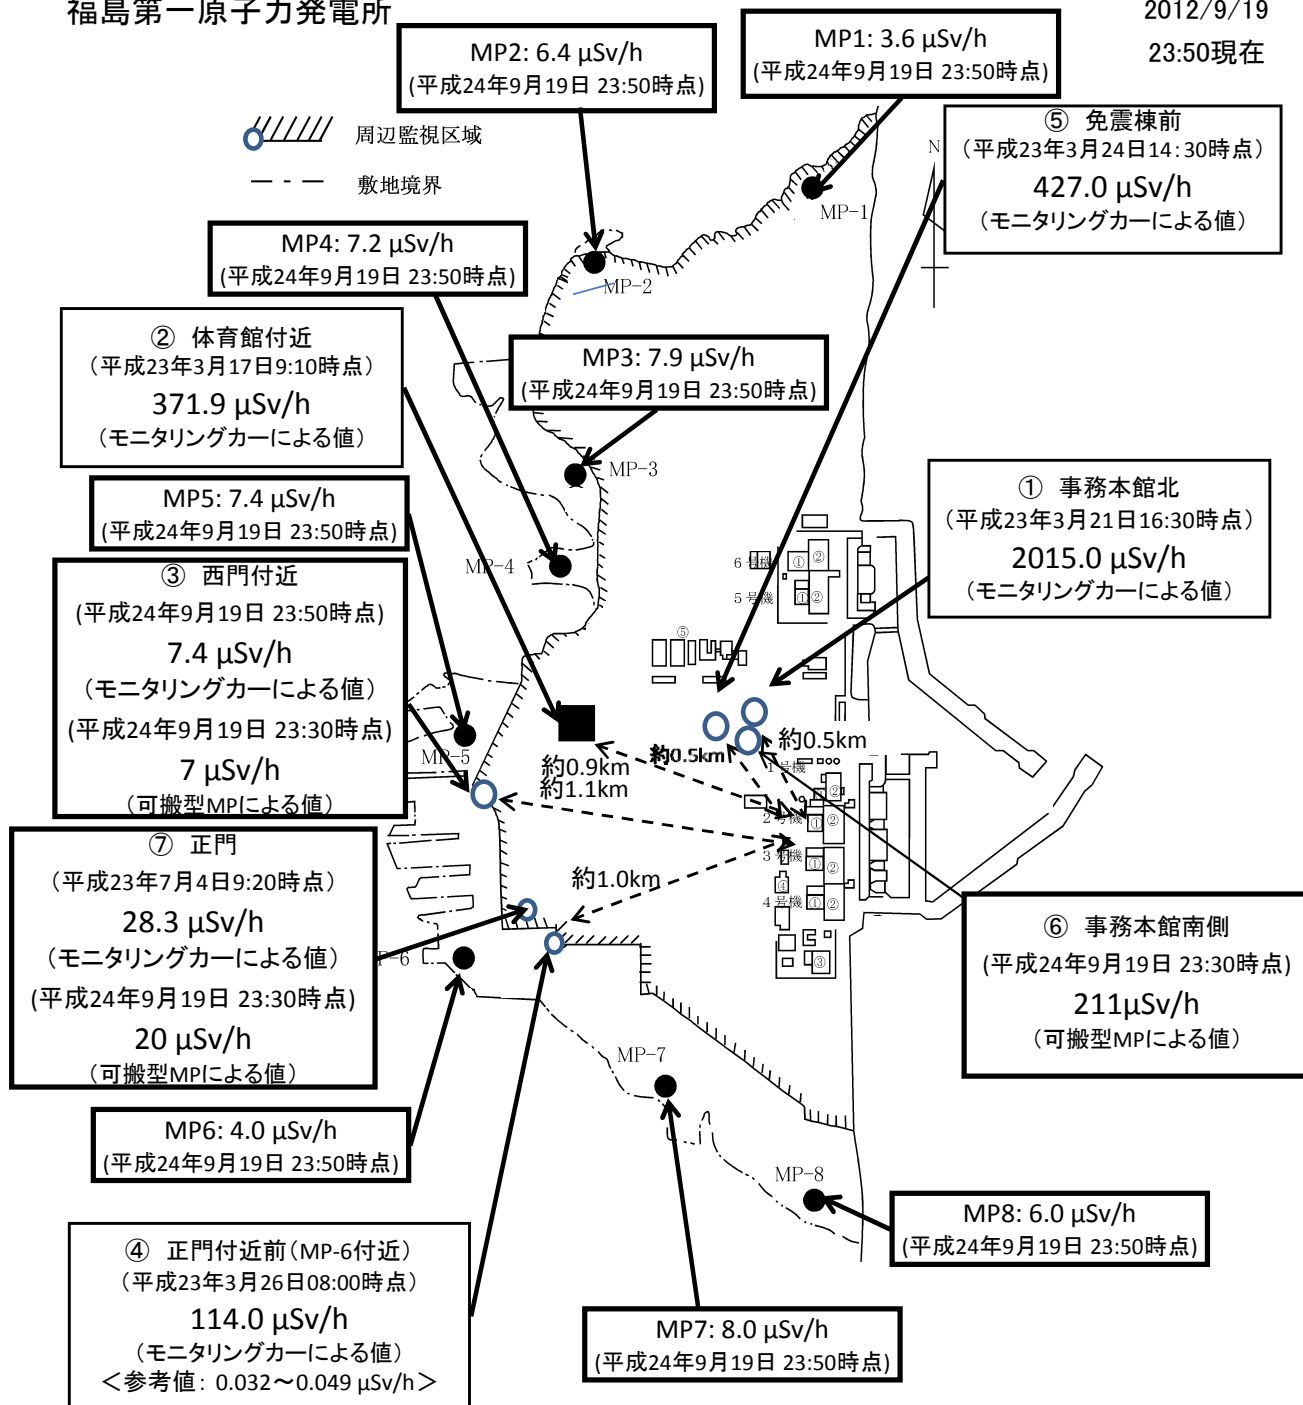 福島第一原子力発電所
2012/9/19
23:50現在
MP2: 6.4 μSv/h
(平成24年9月19日 23:50時点)
MP1: 3.6 μSv/h
(平成24年9月19日 23:50時点)
周辺監視区域
敷地境界
⑤ 免震棟前
(平成23年3月24日14:30時点)
427.0 μSv/h
(モニタリングカーによる値)
N
MP-1
MP4: 7.2 μSv/h
(平成24年9月19日 23:50時点)
MP-2
② 体育館付近
(平成23年3月17日9:10時点)
371.9 μSv/h
(モニタリングカーによる値)
MP3: 7.9 μSv/h
(平成24年9月19日 23:50時点)
MP-3
① 事務本館北
(平成23年3月21日16:30時点)
2015.0 μSv/h
(モニタリングカーによる値)
MP5: 7.4 μSv/h
(平成24年9月19日 23:50時点)
MP-4
6号機
①
②
5号機
①
②
③ 西門付近
(平成24年9月19日 23:50時点)
7.4 μSv/h
(モニタリングカーによる値)
(平成24年9月19日 23:30時点)
7 μSv/h
(可搬型MPによる値)
⑤
MP-5
約0.9km
約1.1km
約0.5km
約0.5km
1号機
②
2号機
①
②
3号機
①
②
4号機
①
②
④
③
約1.0km
⑦ 正門
(平成23年7月4日9:20時点)
28.3 μSv/h
(モニタリングカーによる値)
(平成24年9月19日 23:30時点)
20 μSv/h
(可搬型MPによる値)
-6
⑥ 事務本館南側
(平成24年9月19日 23:30時点)
211μSv/h
(可搬型MPによる値)
MP-7
MP6: 4.0 μSv/h
(平成24年9月19日 23:50時点)
MP-8
MP8: 6.0 μSv/h
(平成24年9月19日 23:50時点)
④ 正門付近前(MP-6付近)
(平成23年3月26日08:00時点)
114.0 μSv/h
(モニタリングカーによる値)
<参考値: 0.032~0.049 μSv/h>
MP7: 8.0 μSv/h
(平成24年9月19日 23:50時点)